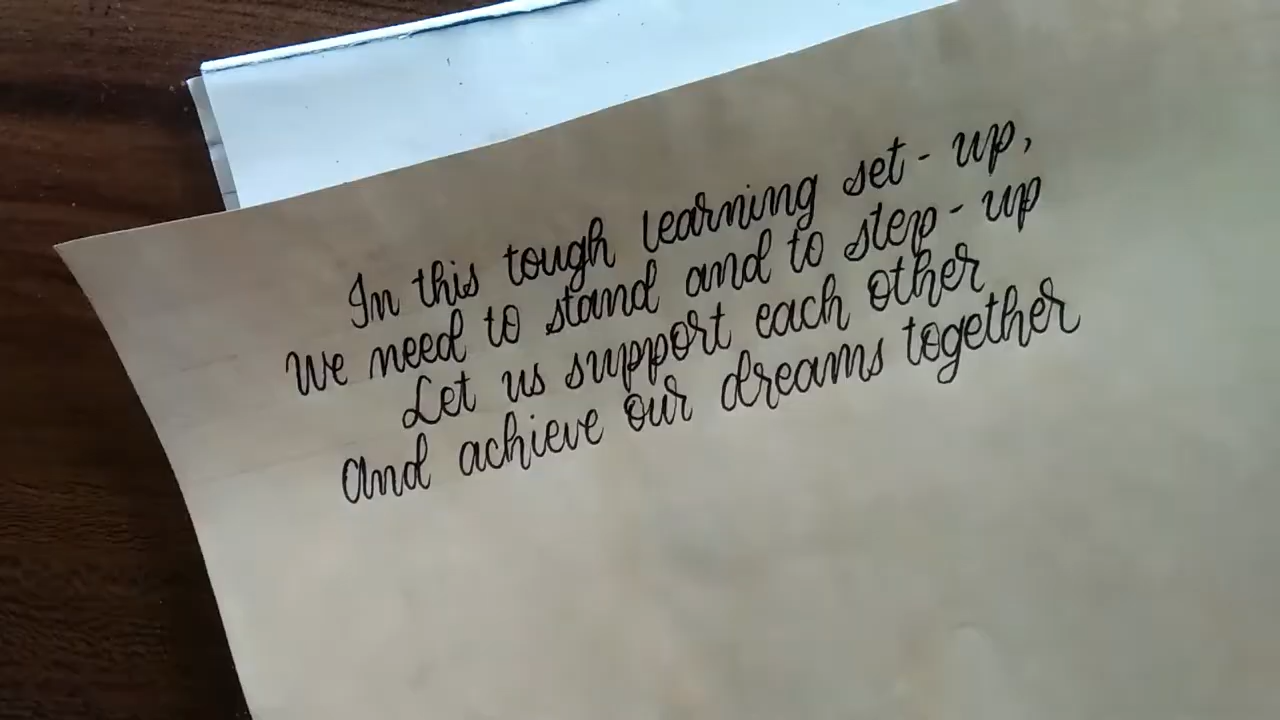 In this tough learning set-up,
We need to stand and to step-up
Let us support each other
and achieve our dreams together